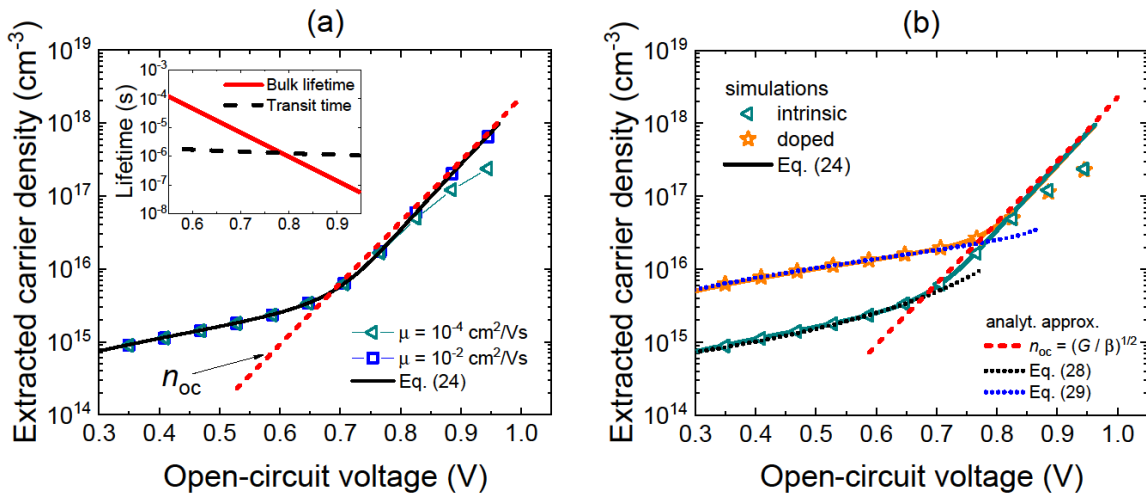 (a)
Extracted carrier density (cm⁻³)
10¹⁹
10¹⁸
10¹⁷
10¹⁶
10¹⁵
10¹⁴
Lifetime (s)
10⁻³
10⁻⁴
10⁻⁵
10⁻⁶
10⁻⁷
10⁻⁸
Bulk lifetime
Transit time
0.6 0.7 0.8 0.9
n_oc
μ = 10⁻⁴ cm²/Vs
μ = 10⁻² cm²/Vs
Eq. (24)
0.3 0.4 0.5 0.6 0.7 0.8 0.9 1.0
Open-circuit voltage (V)
(b)
Extracted carrier density (cm⁻³)
10¹⁹
10¹⁸
10¹⁷
10¹⁶
10¹⁵
10¹⁴
simulations
intrinsic
doped
Eq. (24)
analyt. approx.
n_oc = (G / β)^1/2
Eq. (28)
Eq. (29)
0.3 0.4 0.5 0.6 0.7 0.8 0.9 1.0
Open-circuit voltage (V)